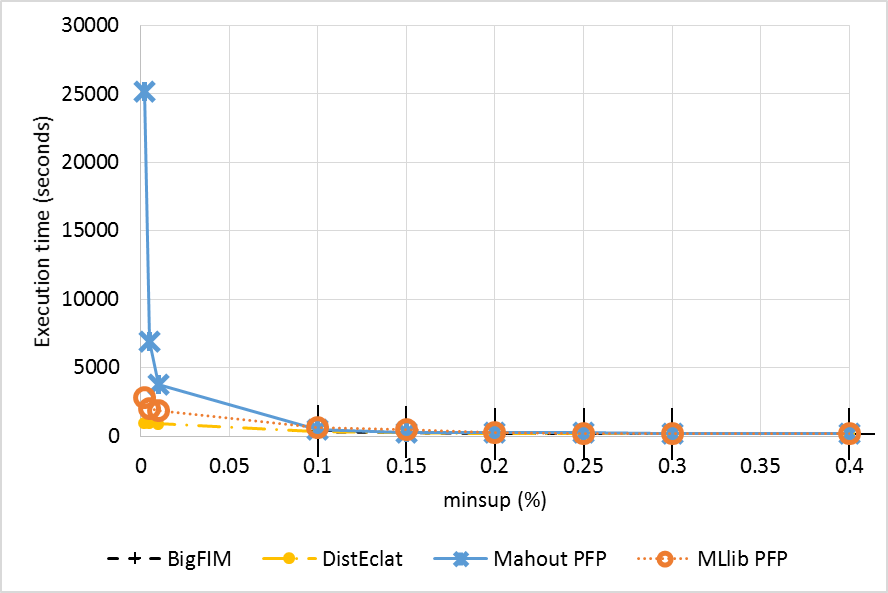 30000
25000
20000
15000
10000
5000
0
Execution time (seconds)
0 0.05 0.1 0.15 0.2 0.25 0.3 0.35 0.4
minsup (%)
BigFIM DistEclat Mahout PFP MLlib PFP